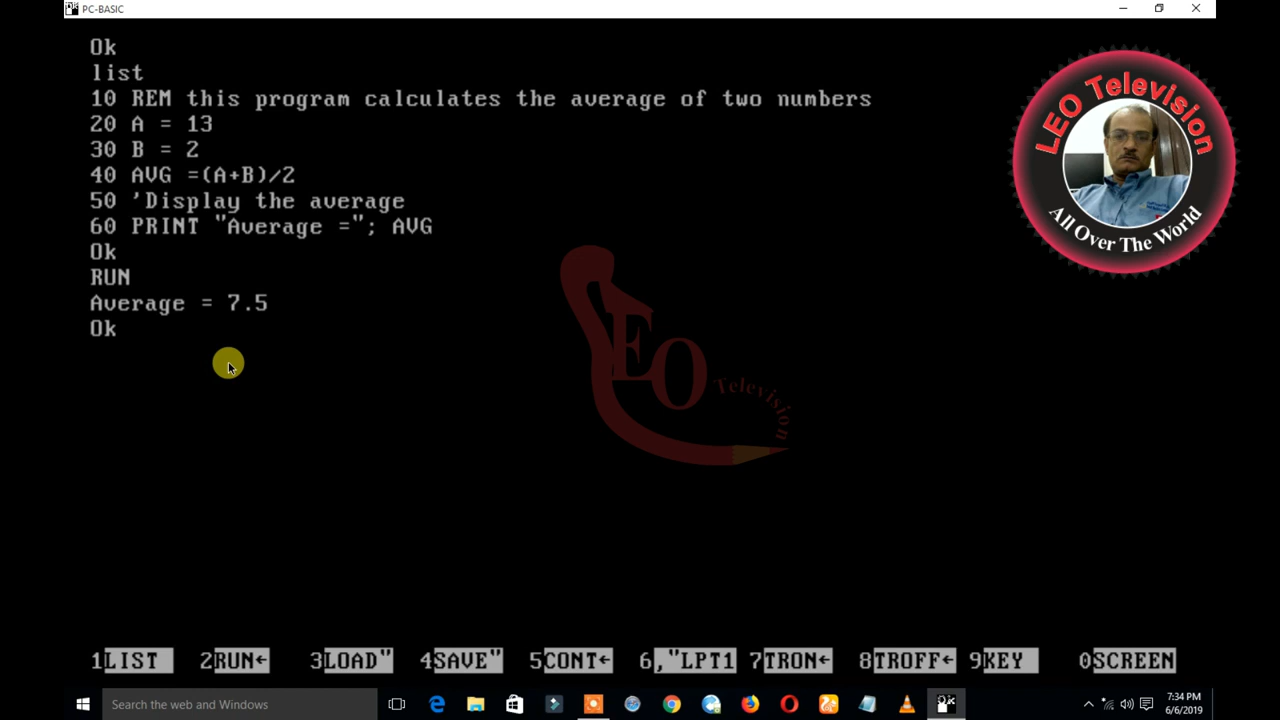 PC-BASIC
Ok
list
10 REM this program calculates the average of two numbers
20 A = 13
30 B = 2
40 AVG =(A+B)/2
50 'Display the average
60 PRINT "Average ="; AVG
Ok
RUN
Average = 7.5
Ok
LEO Television
All Over The World
LEO Television
1LIST 2RUN← 3LOAD" 4SAVE" 5CONT← 6,"LPT1 7TRON← 8TROFF← 9KEY 0SCREEN
Search the web and Windows
7:34 PM
6/6/2019